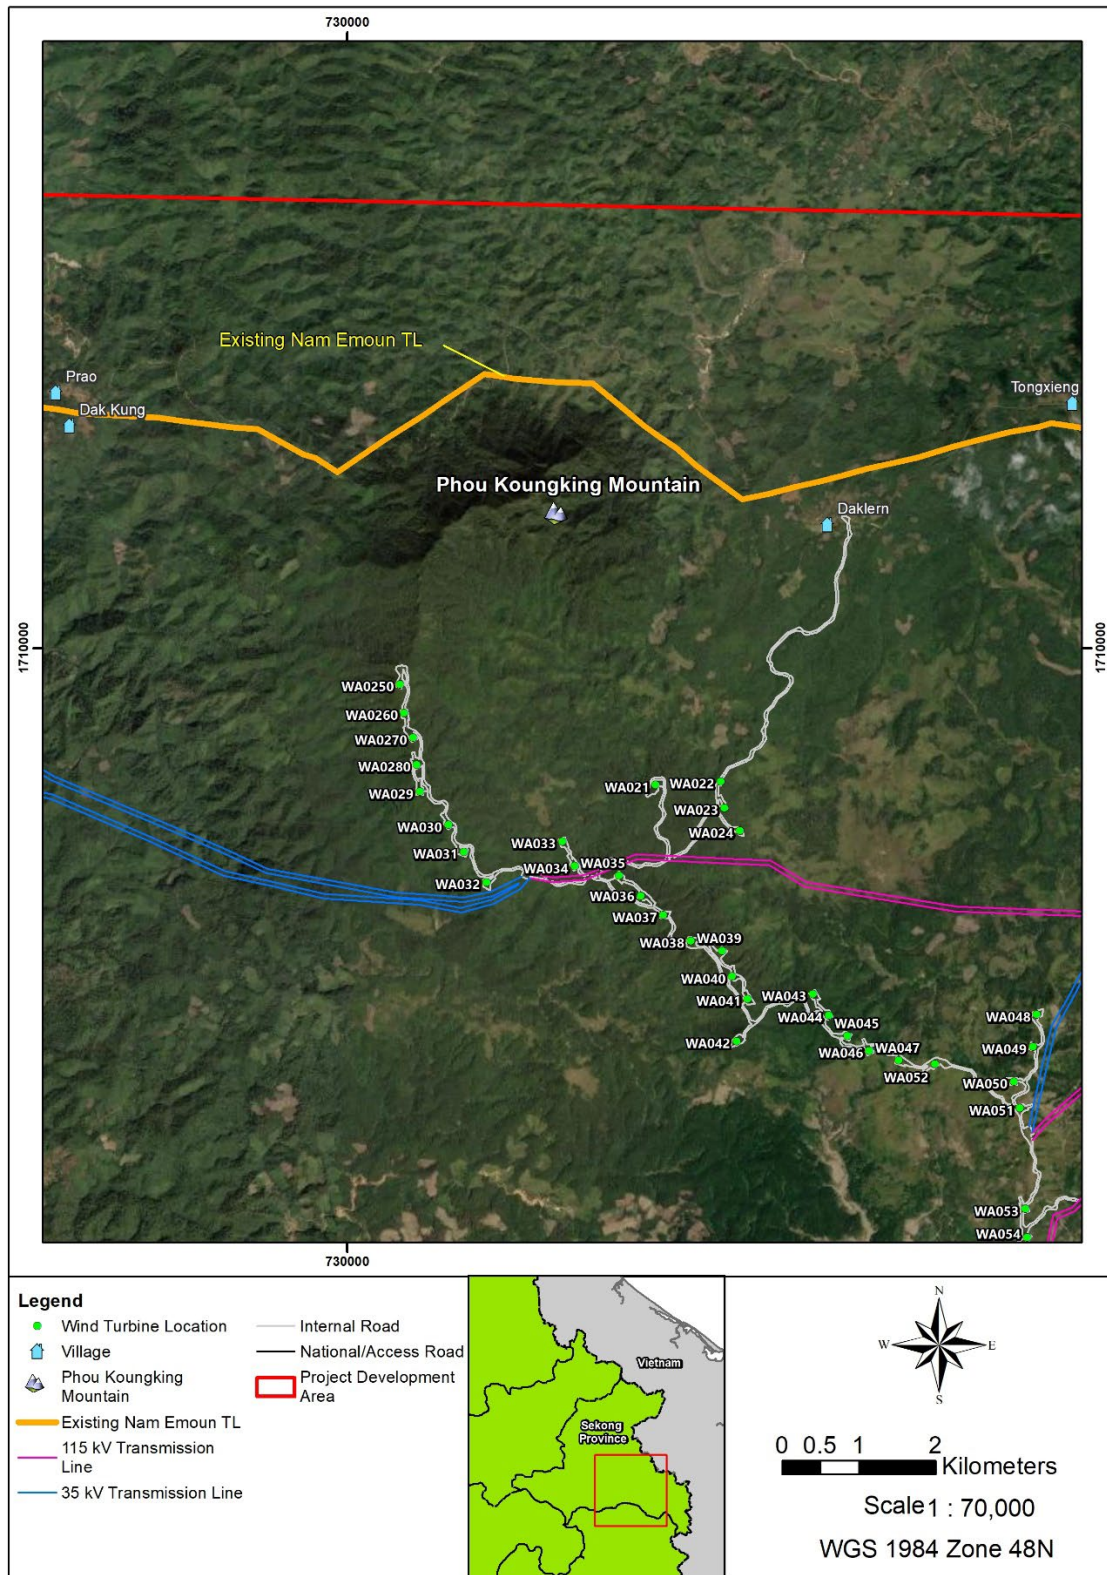 730000
Existing Nam Emoun TL
Prao
Dak Kung
Tongxieng
Phou Koungking Mountain
Daklern
1710000
1710000
WA0250
WA0260
WA0270
WA0280
WA029
WA030
WA031
WA032
WA021
WA022
WA023
WA024
WA033
WA034
WA035
WA036
WA037
WA038
WA039
WA040
WA041
WA042
WA043
WA044
WA045
WA046
WA047
WA052
WA048
WA049
WA050
WA051
WA053
WA054
730000
Legend
Wind Turbine Location
Village
Phou Koungking
Mountain
Existing Nam Emoun TL
115 kV Transmission
Line
35 kV Transmission Line
Internal Road
National/Access Road
Project Development
Area
Vietnam
Sekong
Province
N
W
E
S
0 0.5 1 2
Kilometers
Scale 1 : 70,000
WGS 1984 Zone 48N